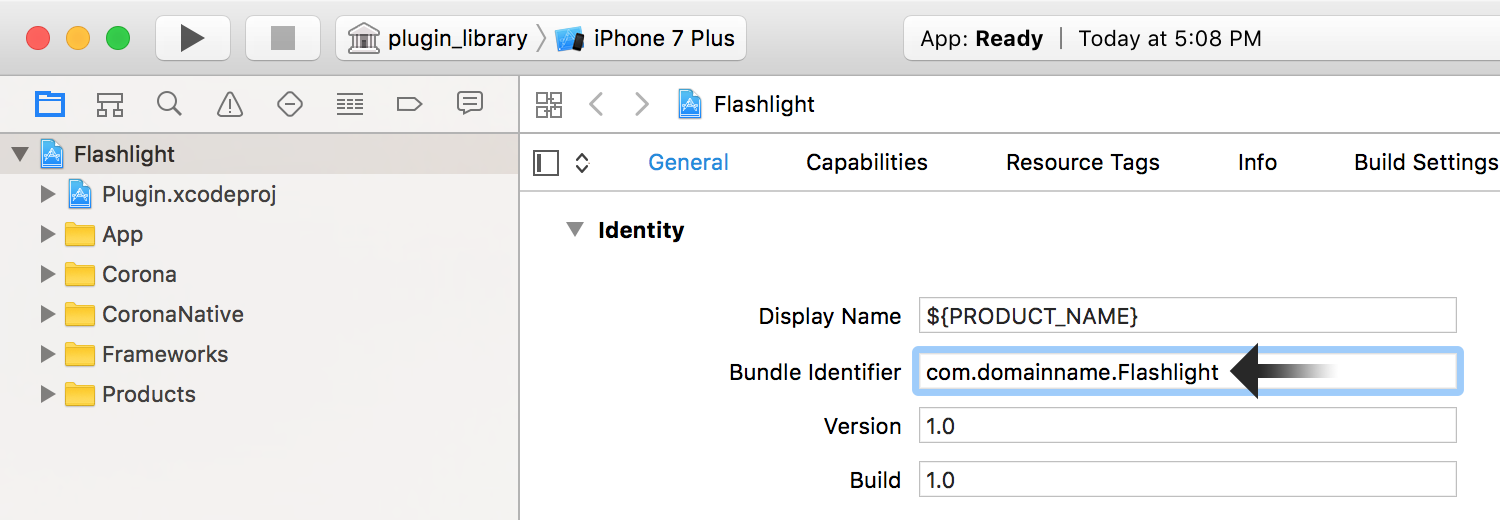 plugin_library iPhone 7 Plus App: Ready | Today at 5:08 PM
Flashlight
General Capabilities Resource Tags Info Build Settings
Flashlight
Plugin.xcodeproj
App
Corona
CoronaNative
Frameworks
Products
Identity
Display Name ${PRODUCT_NAME}
Bundle Identifier com.domainname.Flashlight
Version 1.0
Build 1.0